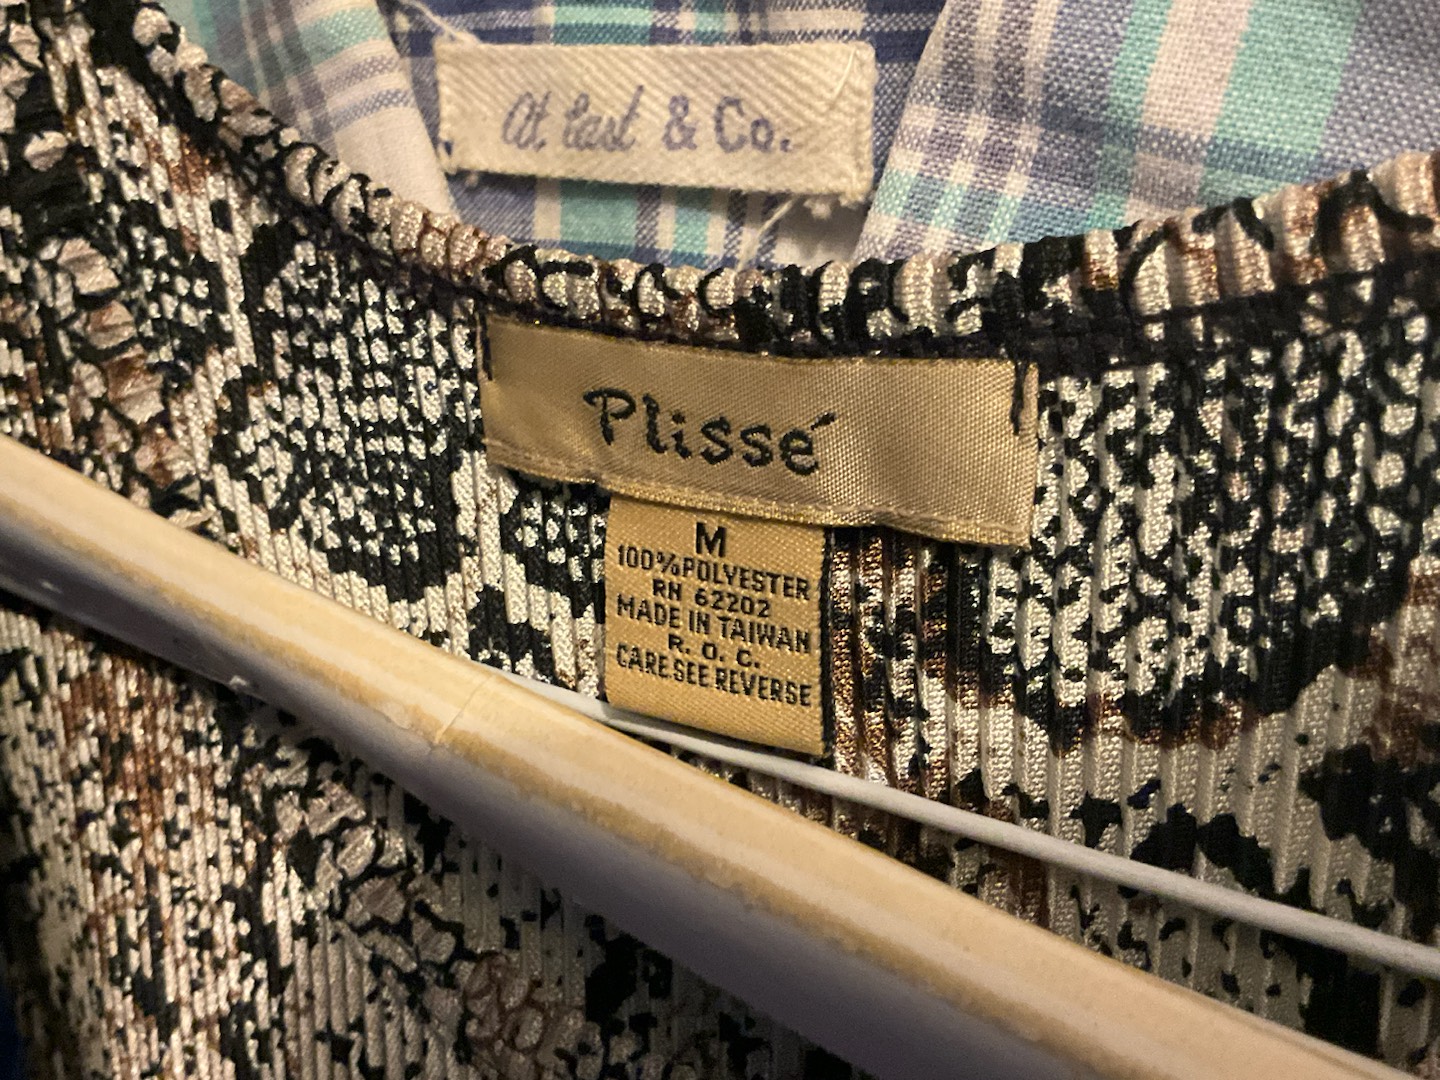 At East & Co.
Plissé
M
100% POLYESTER
RN 62202
MADE IN TAIWAN
R. O. C.
CARE SEE REVERSE